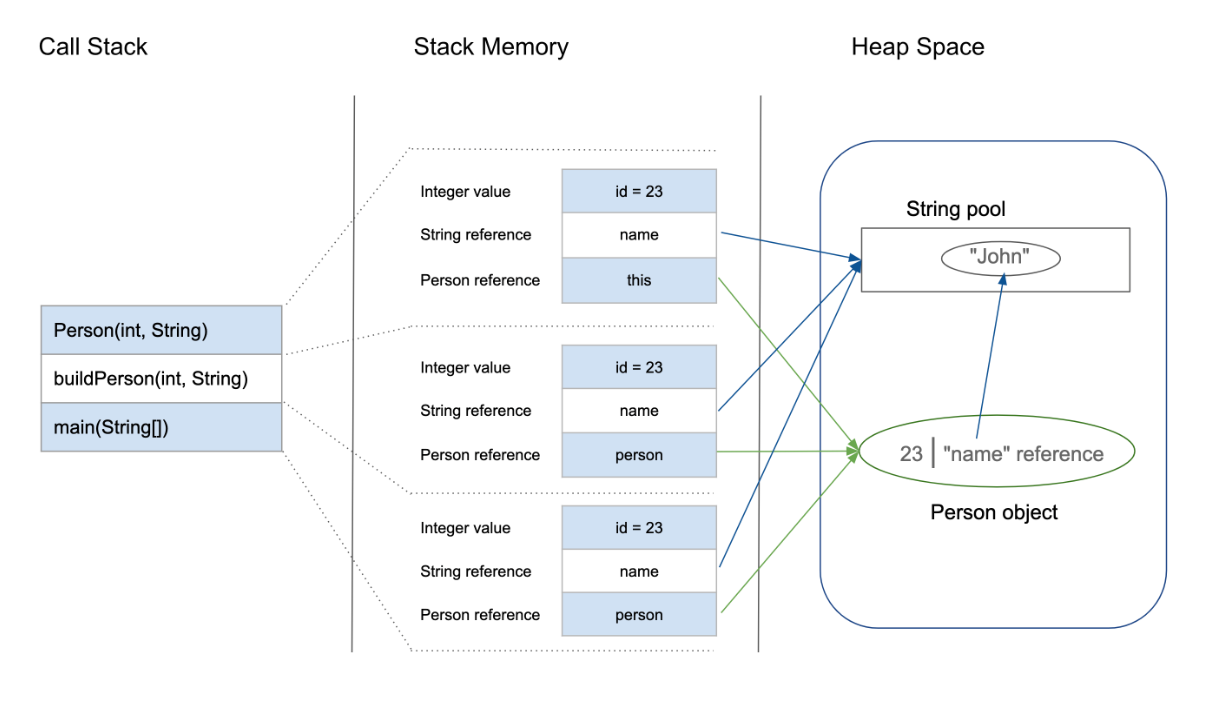 Call Stack
Stack Memory
Heap Space
Person(int, String)
buildPerson(int, String)
main(String[])
Integer value
id = 23
String reference
name
Person reference
this
Integer value
id = 23
String reference
name
Person reference
person
Integer value
id = 23
String reference
name
Person reference
person
String pool
"John"
23 | "name" reference
Person object